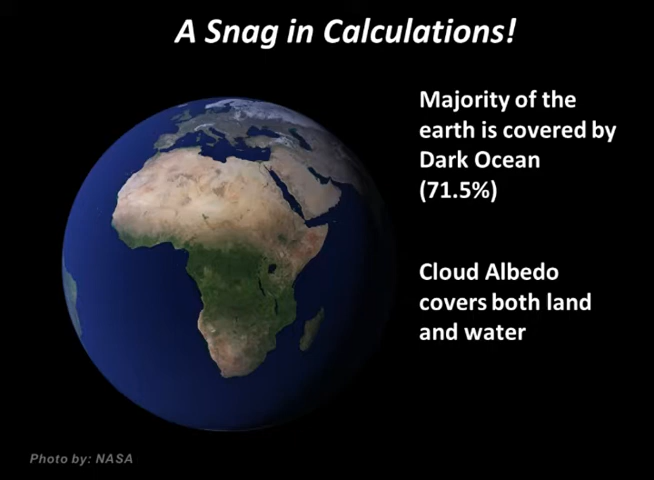 A Snag in Calculations!
Majority of the
earth is covered by
Dark Ocean
(71.5%)
Cloud Albedo
covers both land
and water
Photo by: NASA